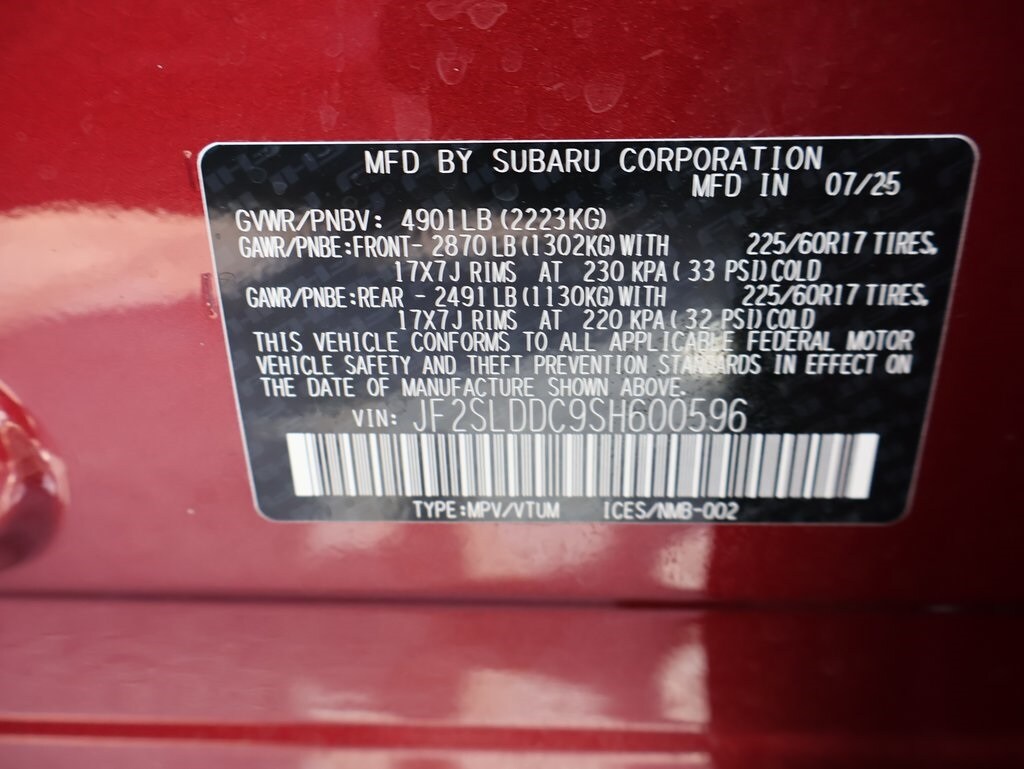 MFD BY SUBARU CORPORATION
MFD IN 07/25
GVWR/PNBV: 4901LB (2223KG)
GAWR/PNBE:FRONT- 2870LB (1302KG) WITH 225/60R17 TIRES,
17X7J RIMS AT 230 KPA ( 33 PSI) COLD
GAWR/PNBE:REAR - 2491LB (1130KG) WITH 225/60R17 TIRES,
17X7J RIMS AT 220 KPA ( 32 PSI) COLD
THIS VEHICLE CONFORMS TO ALL APPLICABLE FEDERAL MOTOR
VEHICLE SAFETY AND THEFT PREVENTION STANDARDS IN EFFECT ON
THE DATE OF MANUFACTURE SHOWN ABOVE.
VIN: JF2SLDDC9SH600596
TYPE:MPV/VTUM ICES/NMB-002